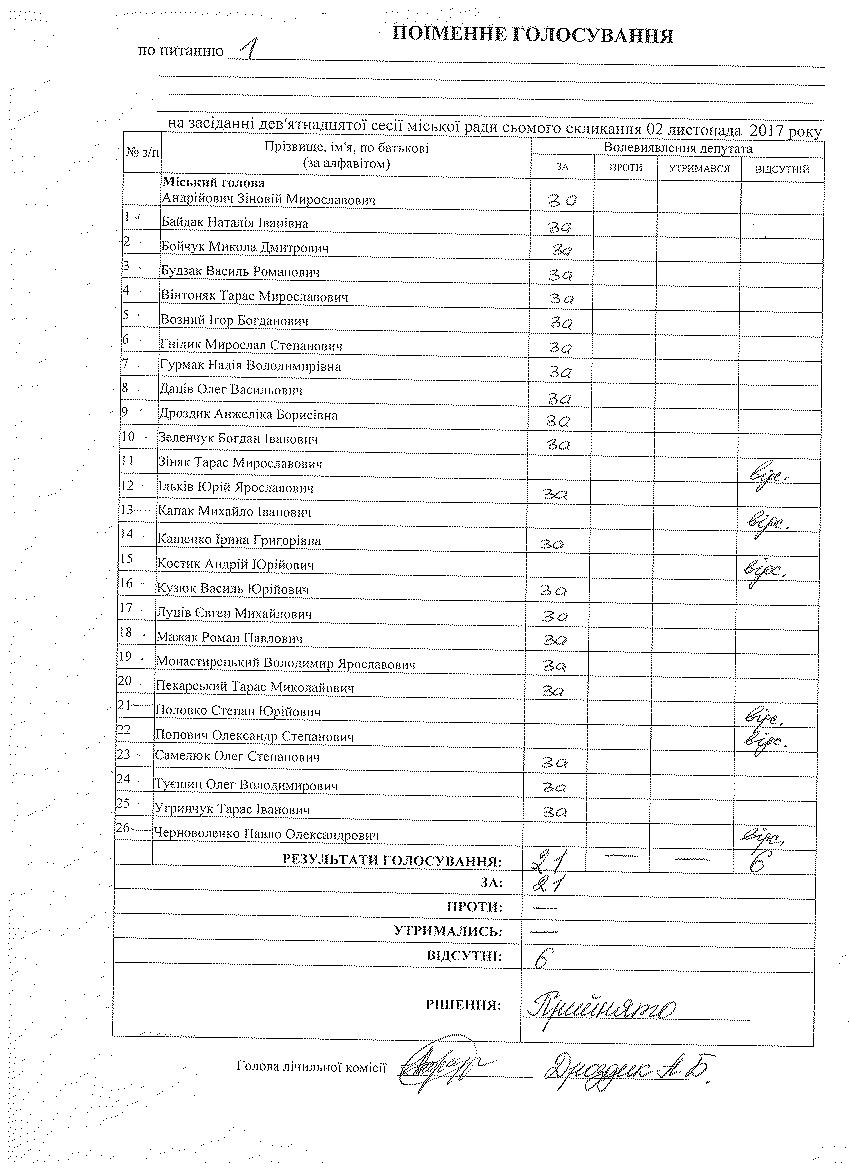 ПОІМЕННЕ ГОЛОСУВАННЯ
по питанню 1
на засіданні дев'ятнадцятої сесії міської ради сьомого скликання 02 листопада 2017 року
№ з/п Прізвище, ім'я, по батькові (за алфавітом) Волевиявлення депутата
ЗА ПРОТИ УТРИМАВСЯ ВІДСУТНІЙ
Міський голова
Андрійович Зіновій Мирославович за
1 Байдак Наталія Іванівна за
2 Бойчук Микола Дмитрович за
3 Будзак Василь Романович за
4 Вінтоняк Тарас Мирославович за
5 Возний Ігор Богданович за
6 Гнідик Мирослав Степанович за
7 Гурмак Надія Володимирівна за
8 Даців Олег Васильович за
9 Дроздик Анжеліка Борисівна за
10 Зеленчук Богдан Іванович за
11 Зіняк Тарас Мирославович відс.
12 Ільків Юрій Ярославович за
13 Капак Михайло Іванович відс.
14 Кащенко Ірина Григорівна за
15 Костик Андрій Юрійович відс.
16 Кузюк Василь Юрійович за
17 Луців Євген Михайлович за
18 Мажак Роман Павлович за
19 Монастирецький Володимир Ярославович за
20 Пекарський Тарас Миколайович за
21 Половко Степан Юрійович відс.
22 Попович Олександр Степанович відс.
23 Самелюк Олег Степанович за
24 Олег Володимирович за
25 Угринчук Тарас Іванович за
26 Черноволенко Павло Олександрович відс.
РЕЗУЛЬТАТИ ГОЛОСУВАННЯ: 21 — — 6
ЗА: 21
ПРОТИ: —
УТРИМАЛИСЬ: —
ВІДСУТНІ: 6
РІШЕННЯ: Прийнято
Голова лічильної комісії Дроздик А.Б.